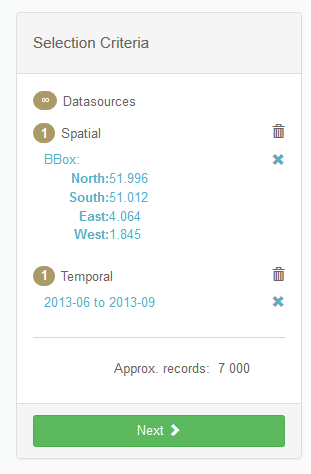 Selection Criteria
∞ Datasources
1 Spatial
BBox:
North:51.996
South:51.012
East:4.064
West:1.845
1 Temporal
2013-06 to 2013-09
Approx. records: 7 000
Next